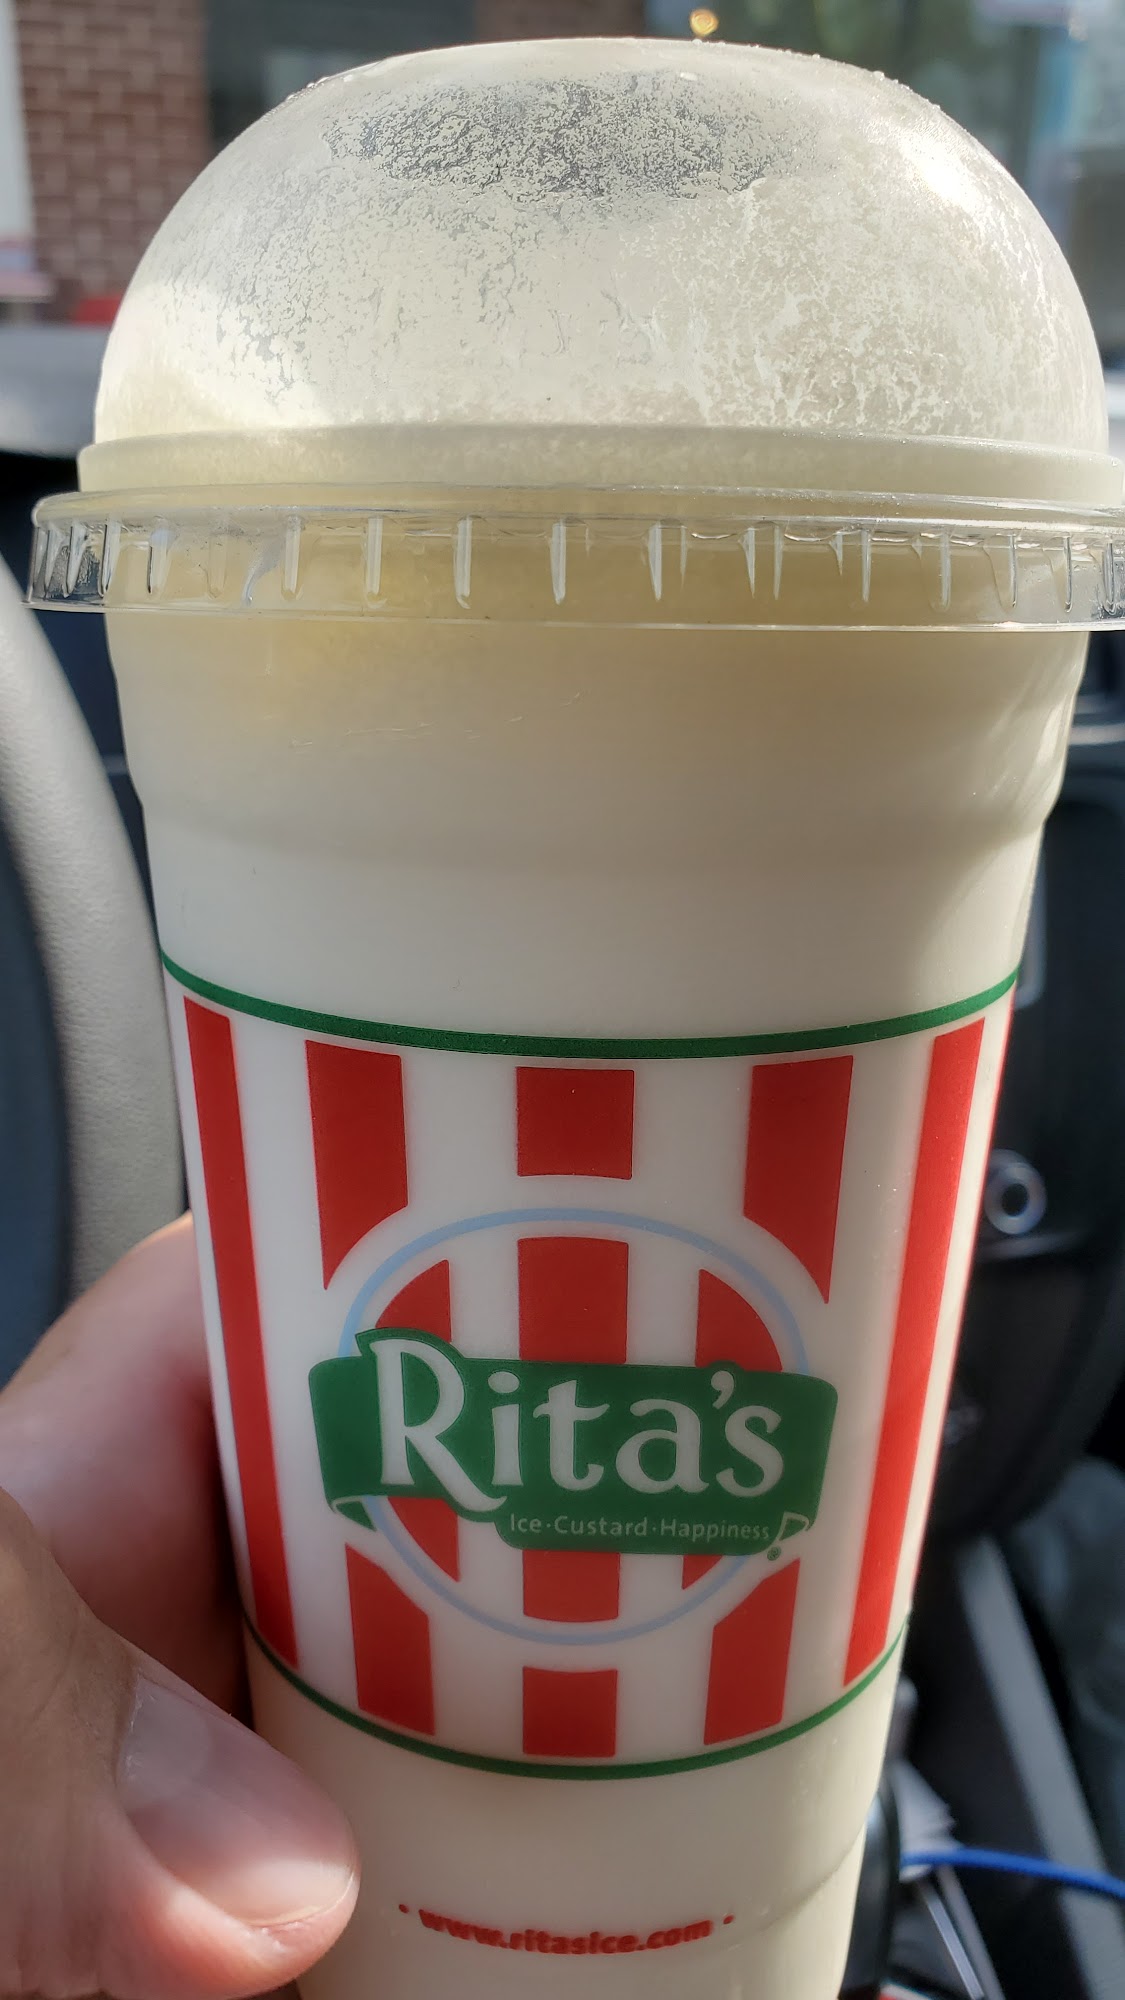 Rita's
Ice·Custard·Happiness
®
• www.ritasice.com •